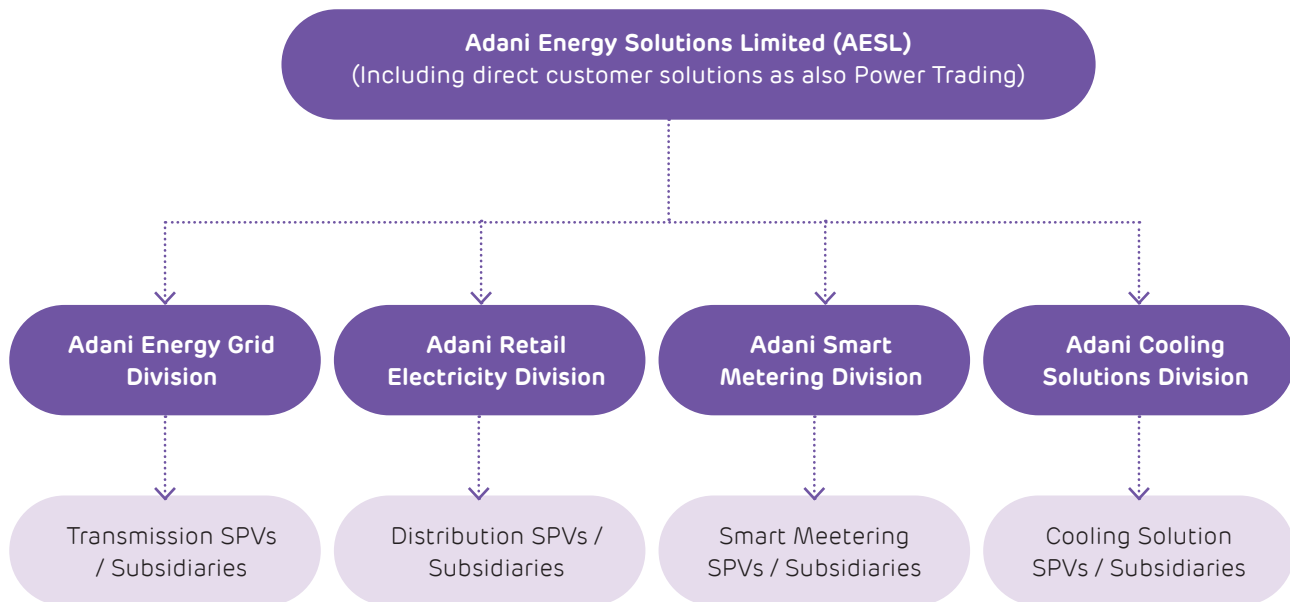 Adani Energy Solutions Limited (AESL)
(Including direct customer solutions as also Power Trading)
Adani Energy Grid
Division
Adani Retail
Electricity Division
Adani Smart
Metering Division
Adani Cooling
Solutions Division
Transmission SPVs
/ Subsidiaries
Distribution SPVs /
Subsidiaries
Smart Meetering
SPVs / Subsidiaries
Cooling Solution
SPVs / Subsidiaries